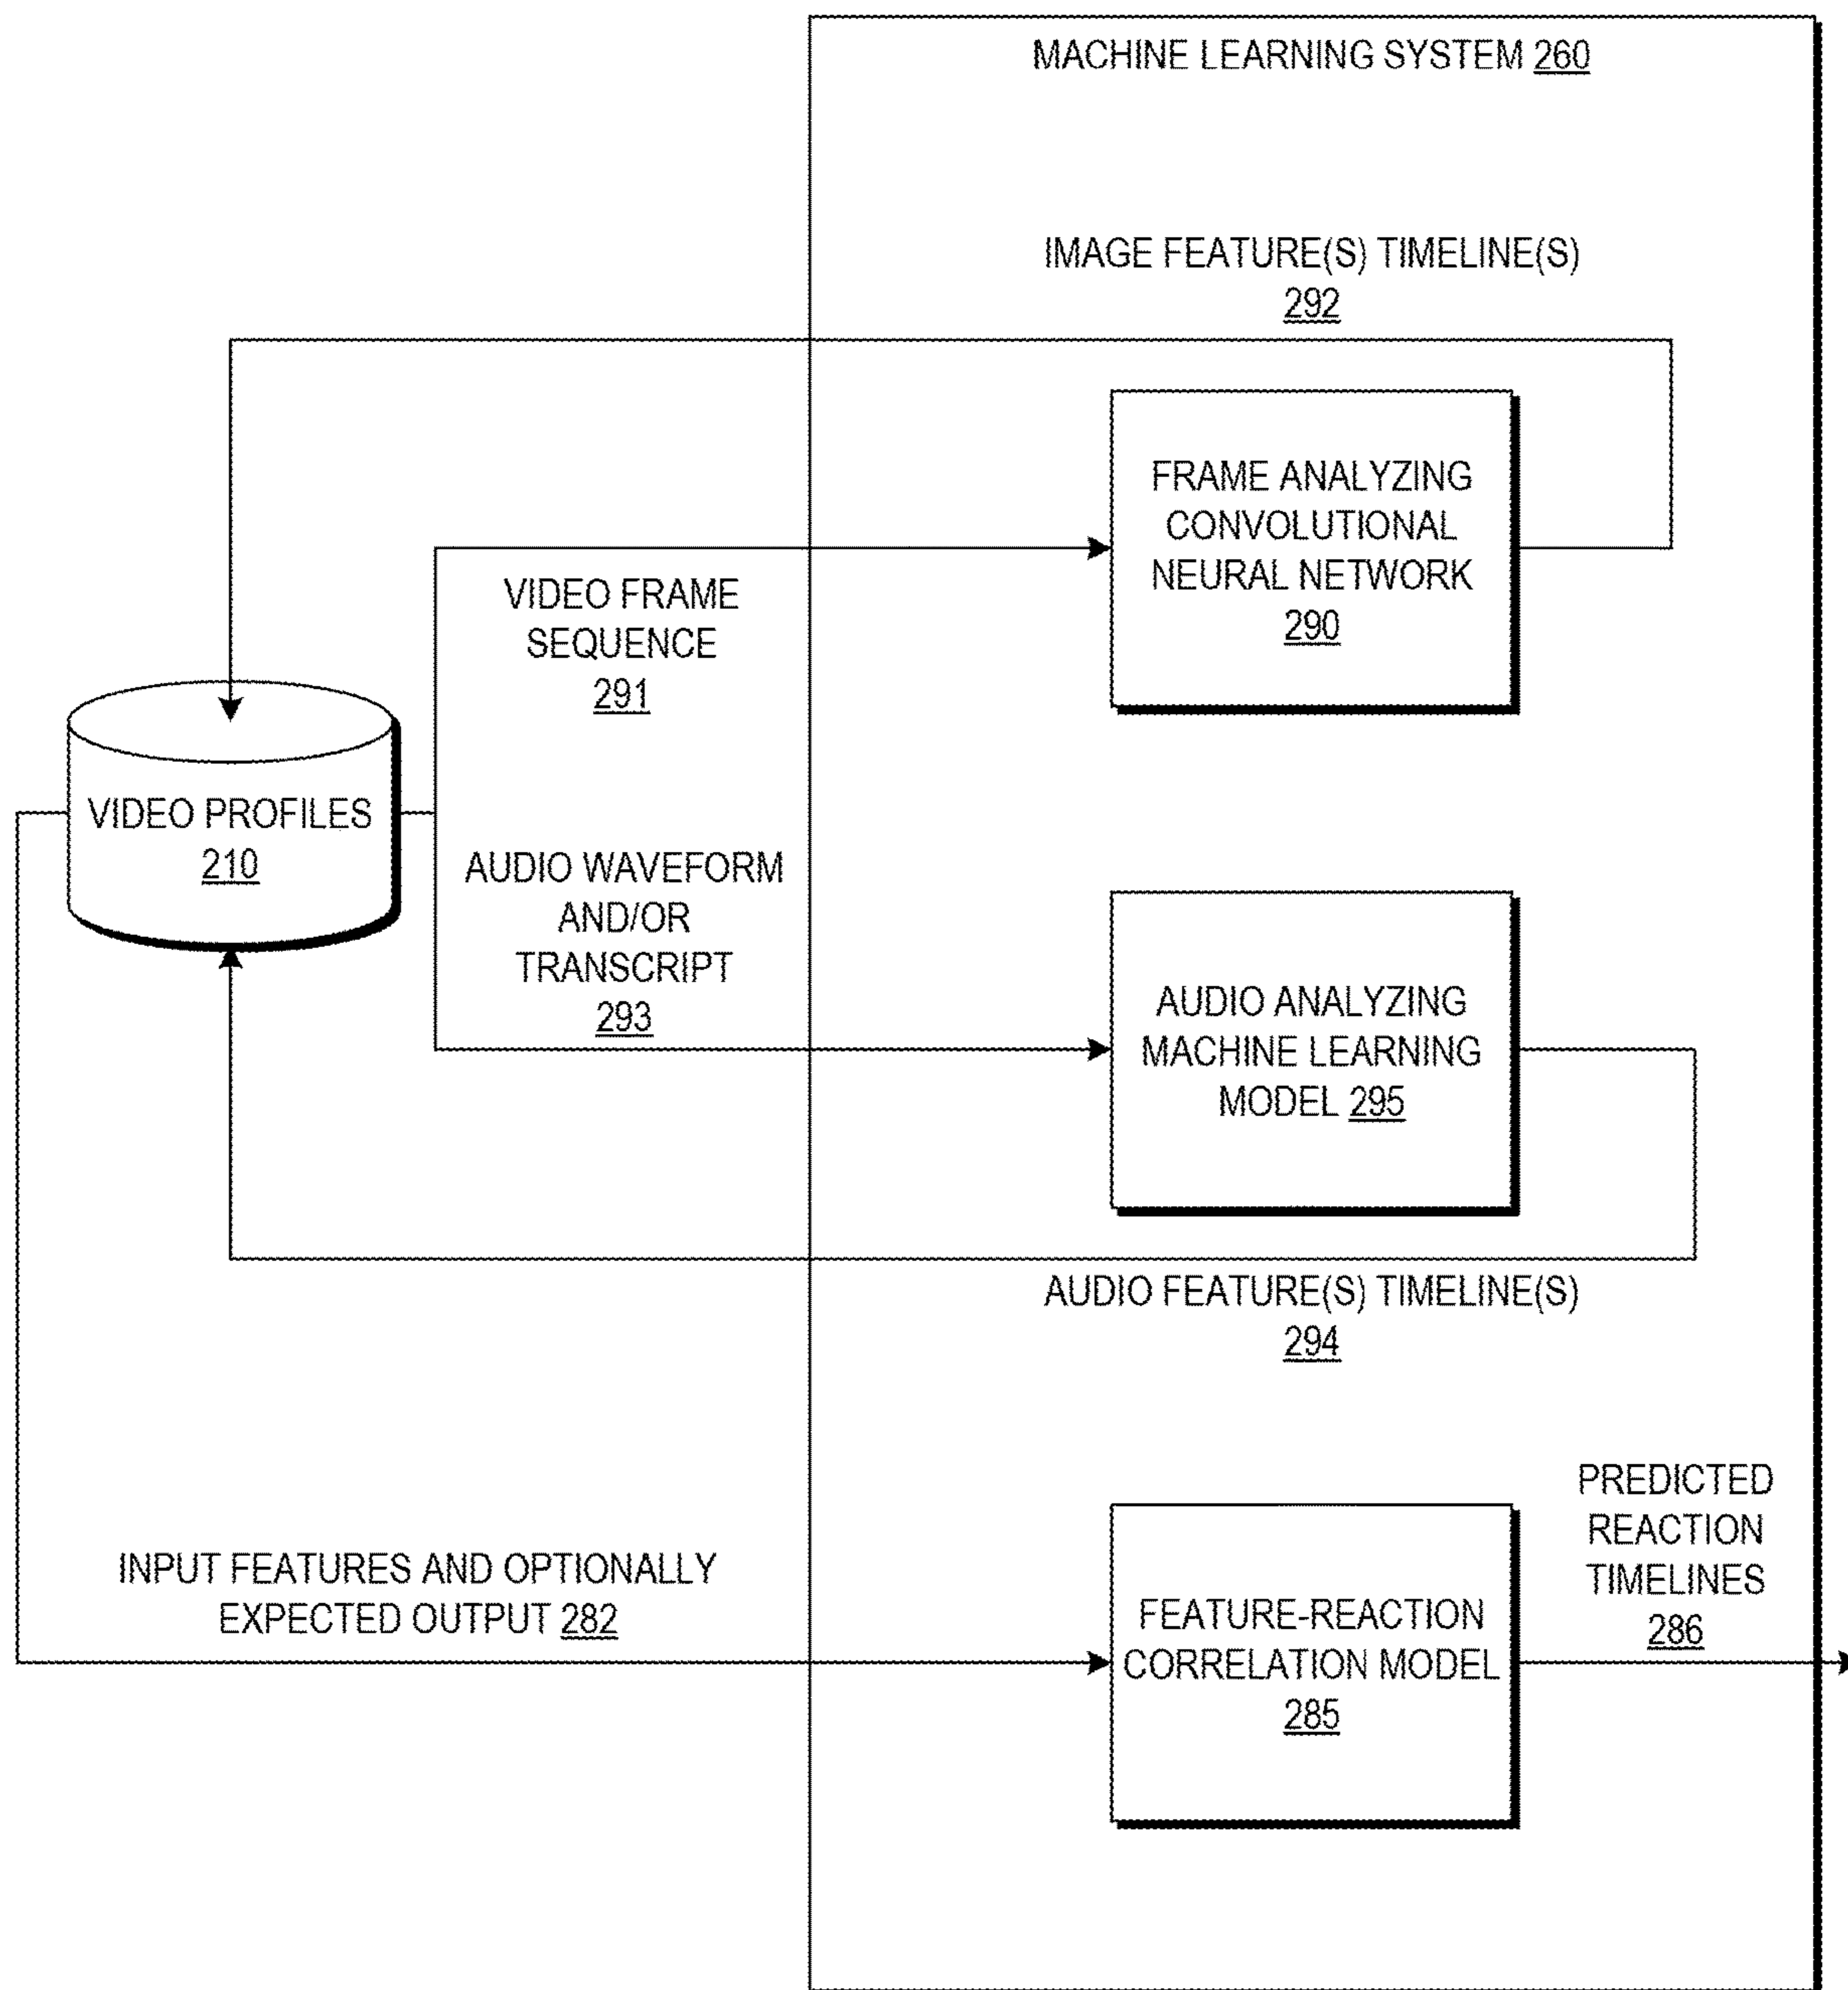 MACHINE LEARNING SYSTEM 260
IMAGE FEATURE(S) TIMELINE(S)
292
FRAME ANALYZING
CONVOLUTIONAL
NEURAL NETWORK
290
VIDEO FRAME
SEQUENCE
291
VIDEO PROFILES
210
AUDIO WAVEFORM
AND/OR
TRANSCRIPT
293
AUDIO ANALYZING
MACHINE LEARNING
MODEL 295
AUDIO FEATURE(S) TIMELINE(S)
294
INPUT FEATURES AND OPTIONALLY
EXPECTED OUTPUT 282
FEATURE-REACTION
CORRELATION MODEL
285
PREDICTED
REACTION
TIMELINES
286